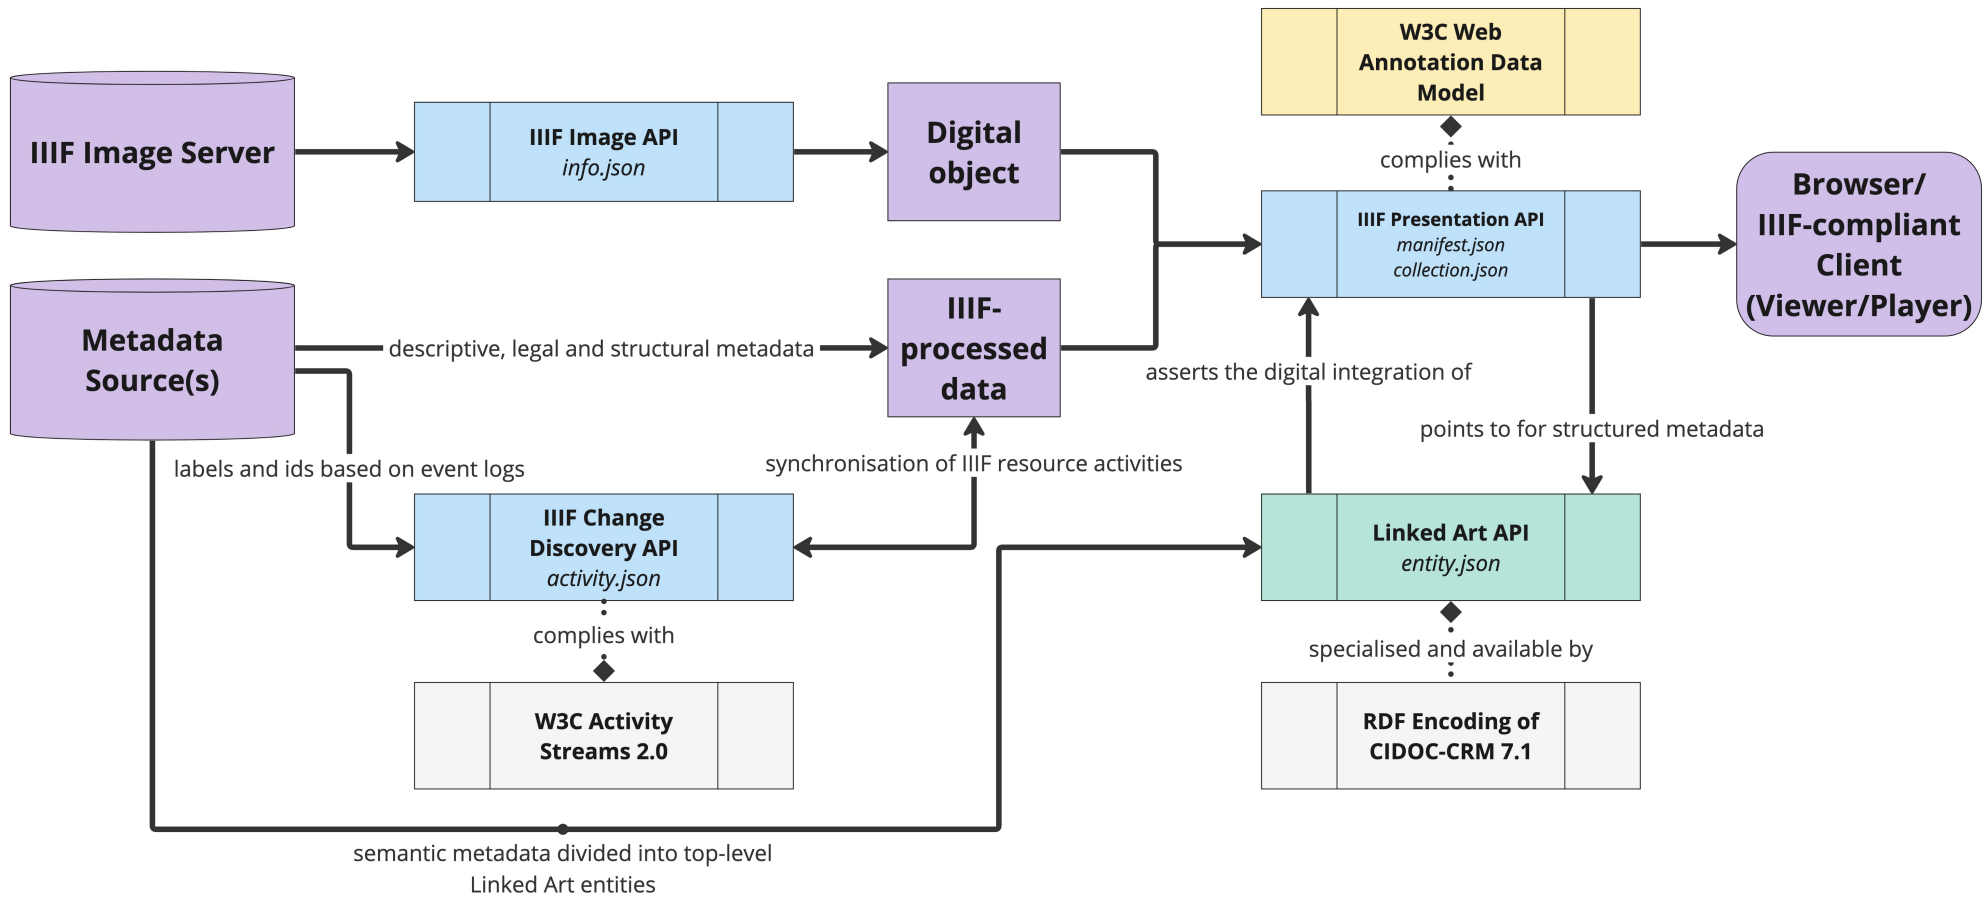 W3C Web
Annotation Data
Model
IIIF Image Server
IIIF Image API
info.json
Digital
object
complies with
IIIF Presentation API
manifest.json
collection.json
Browser/
IIIF-compliant
Client
(Viewer/Player)
Metadata
Source(s)
descriptive, legal and structural metadata
IIIF-
processed
data
asserts the digital integration of
points to for structured metadata
labels and ids based on event logs
synchronisation of IIIF resource activities
IIIF Change
Discovery API
activity.json
Linked Art API
entity.json
complies with
specialised and available by
W3C Activity
Streams 2.0
RDF Encoding of
CIDOC-CRM 7.1
semantic metadata divided into top-level
Linked Art entities